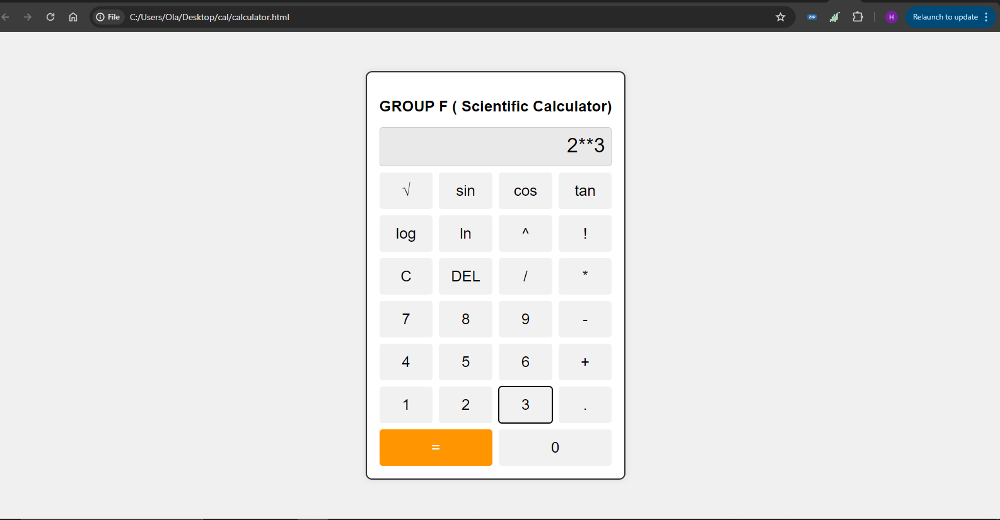 File C:/Users/Ola/Desktop/cal/calculator.html ZIP H Relaunch to update
GROUP F ( Scientific Calculator)
2**3
√ sin cos tan
log ln ^ !
C DEL / *
7 8 9 -
4 5 6 +
1 2 3 .
= 0